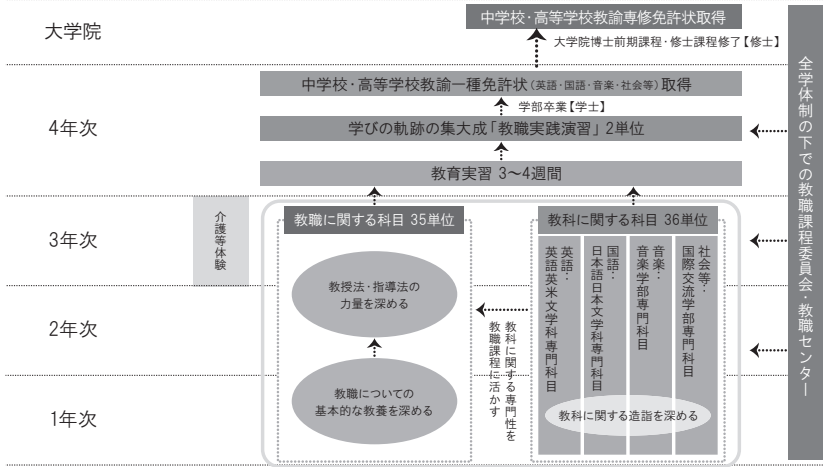 大学院
中学校・高等学校教諭専修免許状取得
大学院博士前期課程・修士課程修了【修士】
4年次
中学校・高等学校教諭一種免許状(英語・国語・音楽・社会等)取得
学部卒業【学士】
学びの軌跡の集大成「教職実践演習」2単位
教育実習 3〜4週間
3年次
介護等体験
教職に関する科目 35単位
教授法・指導法の
力量を深める
2年次
教職についての
基本的な教養を深める
1年次
教科に関する専門性を
教職課程に活かす
教科に関する科目 36単位
英語：
英語英米文学科専門科目
国語：
日本語日本文学科専門科目
音楽：
音楽学部専門科目
社会等：
国際交流学部専門科目
教科に関する造詣を深める
全学体制の下での教職課程委員会・教職センター